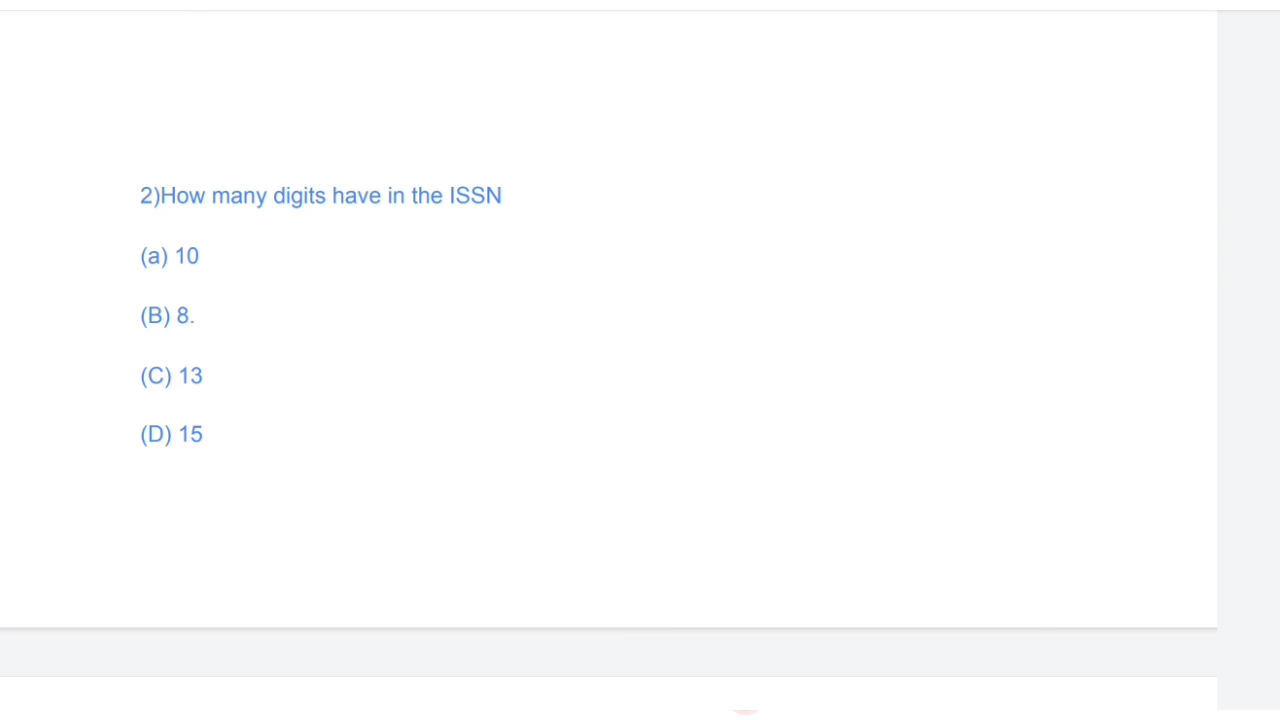 2)How many digits have in the ISSN
(a) 10
(B) 8.
(C) 13
(D) 15